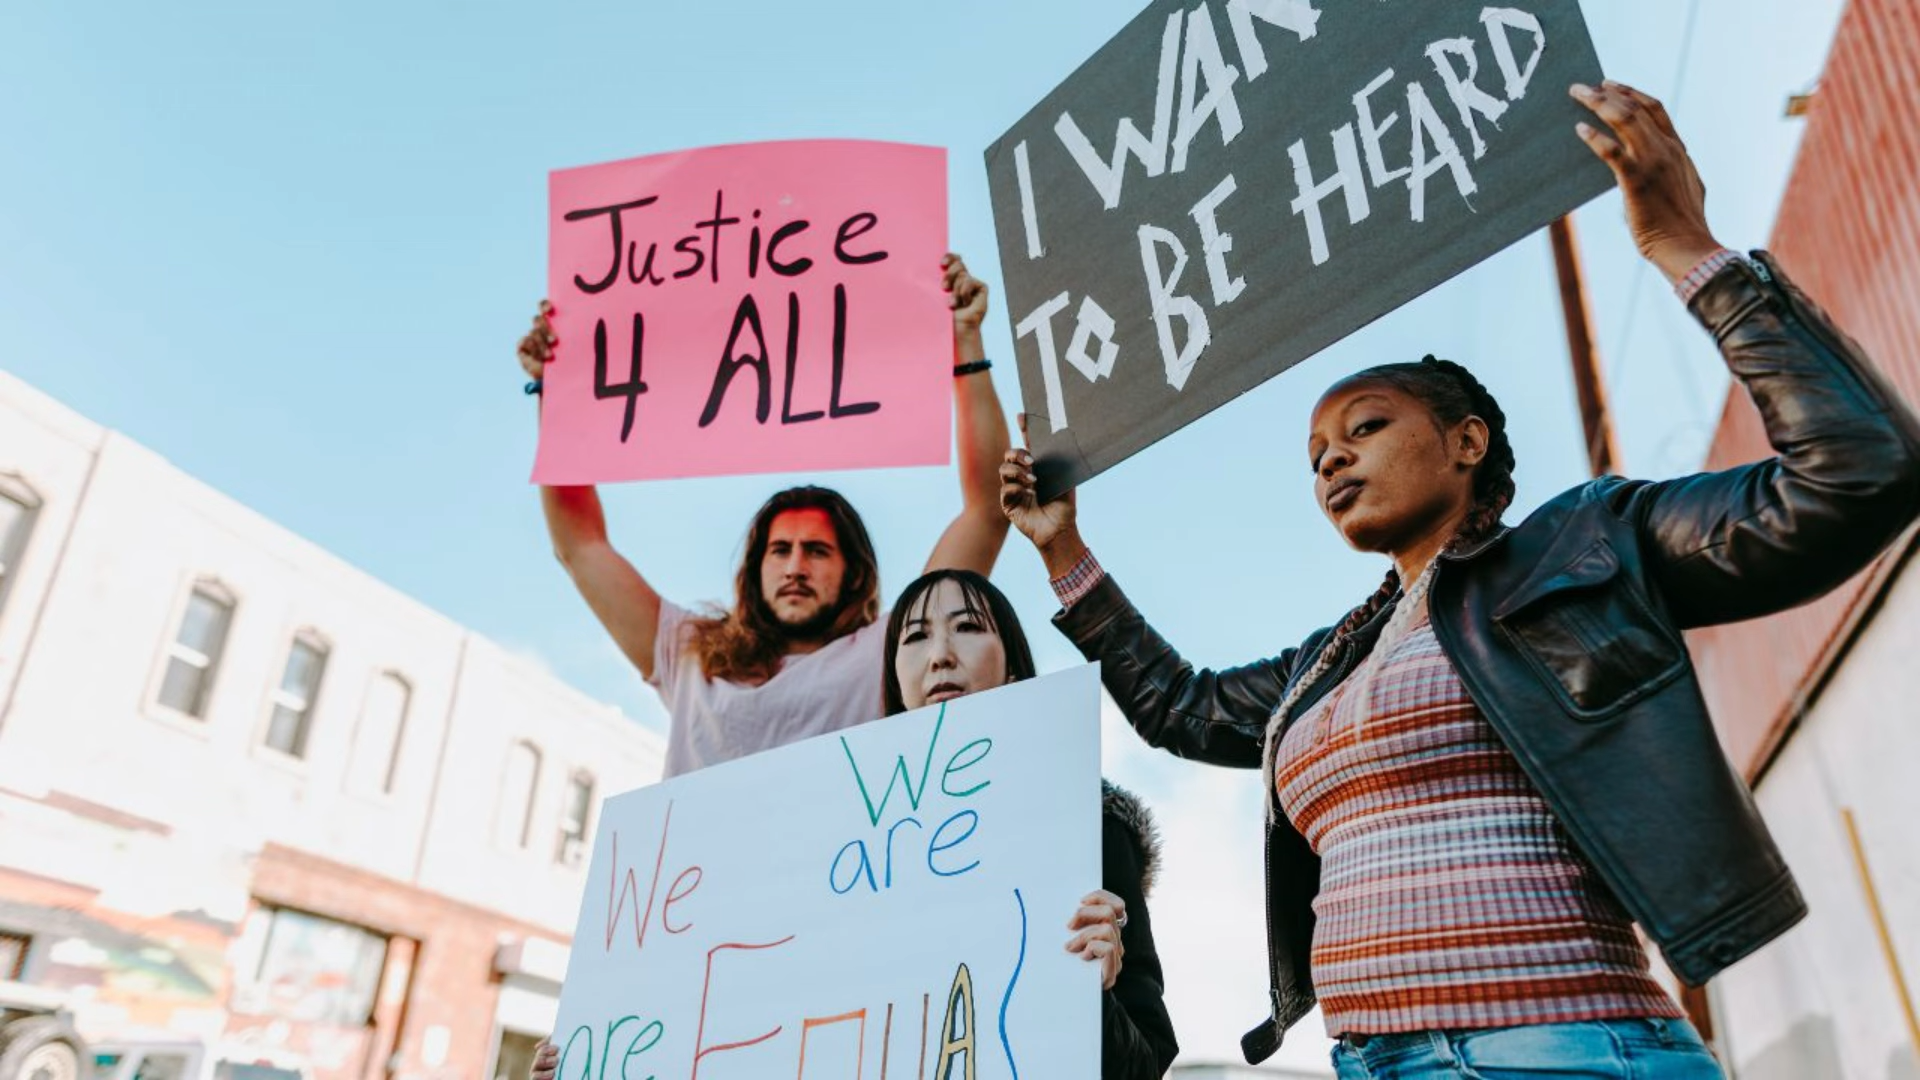 Justice
4 ALL
I WAN
TO BE HEARD
We
are
We
are